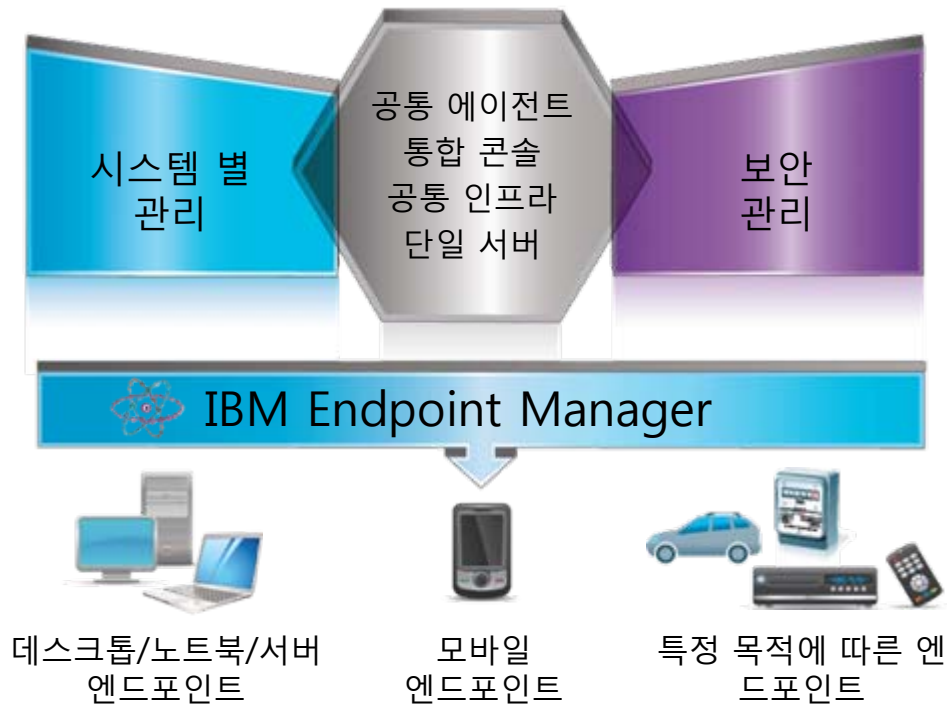 시스템 별
관리
공통 에이전트
통합 콘솔
공통 인프라
단일 서버
보안
관리
IBM Endpoint Manager
데스크톱/노트북/서버
엔드포인트
모바일
엔드포인트
특정 목적에 따른 엔
드포인트